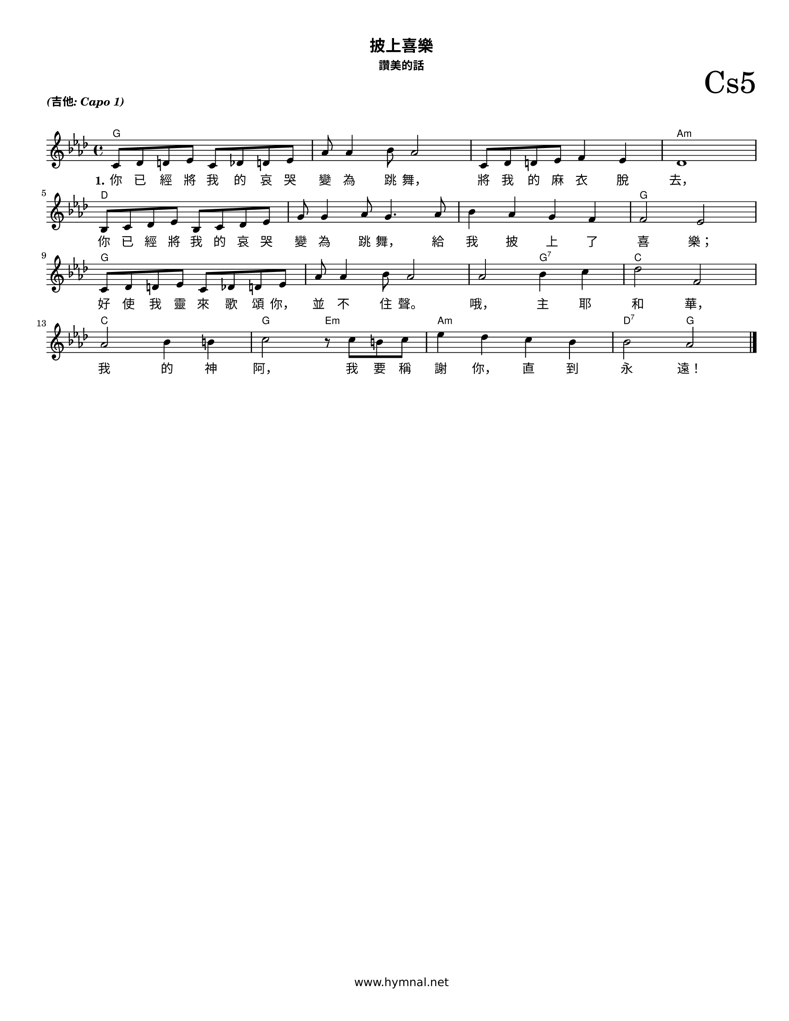 披上喜樂
讚美的話
Cs5
(吉他: Capo 1)
G Am
1. 你 已 經 將 我 的 哀 哭 變 為 跳 舞， 將 我 的 麻 衣 脫 去，
5 D G
你 已 經 將 我 的 哀 哭 變 為 跳 舞， 給 我 披 上 了 喜 樂；
9 G G7 C
好 使 我 靈 來 歌 頌 你， 並 不 住 聲。 哦， 主 耶 和 華，
13 C G Em Am D7 G
我 的 神 阿， 我 要 稱 謝 你， 直 到 永 遠！
www.hymnal.net